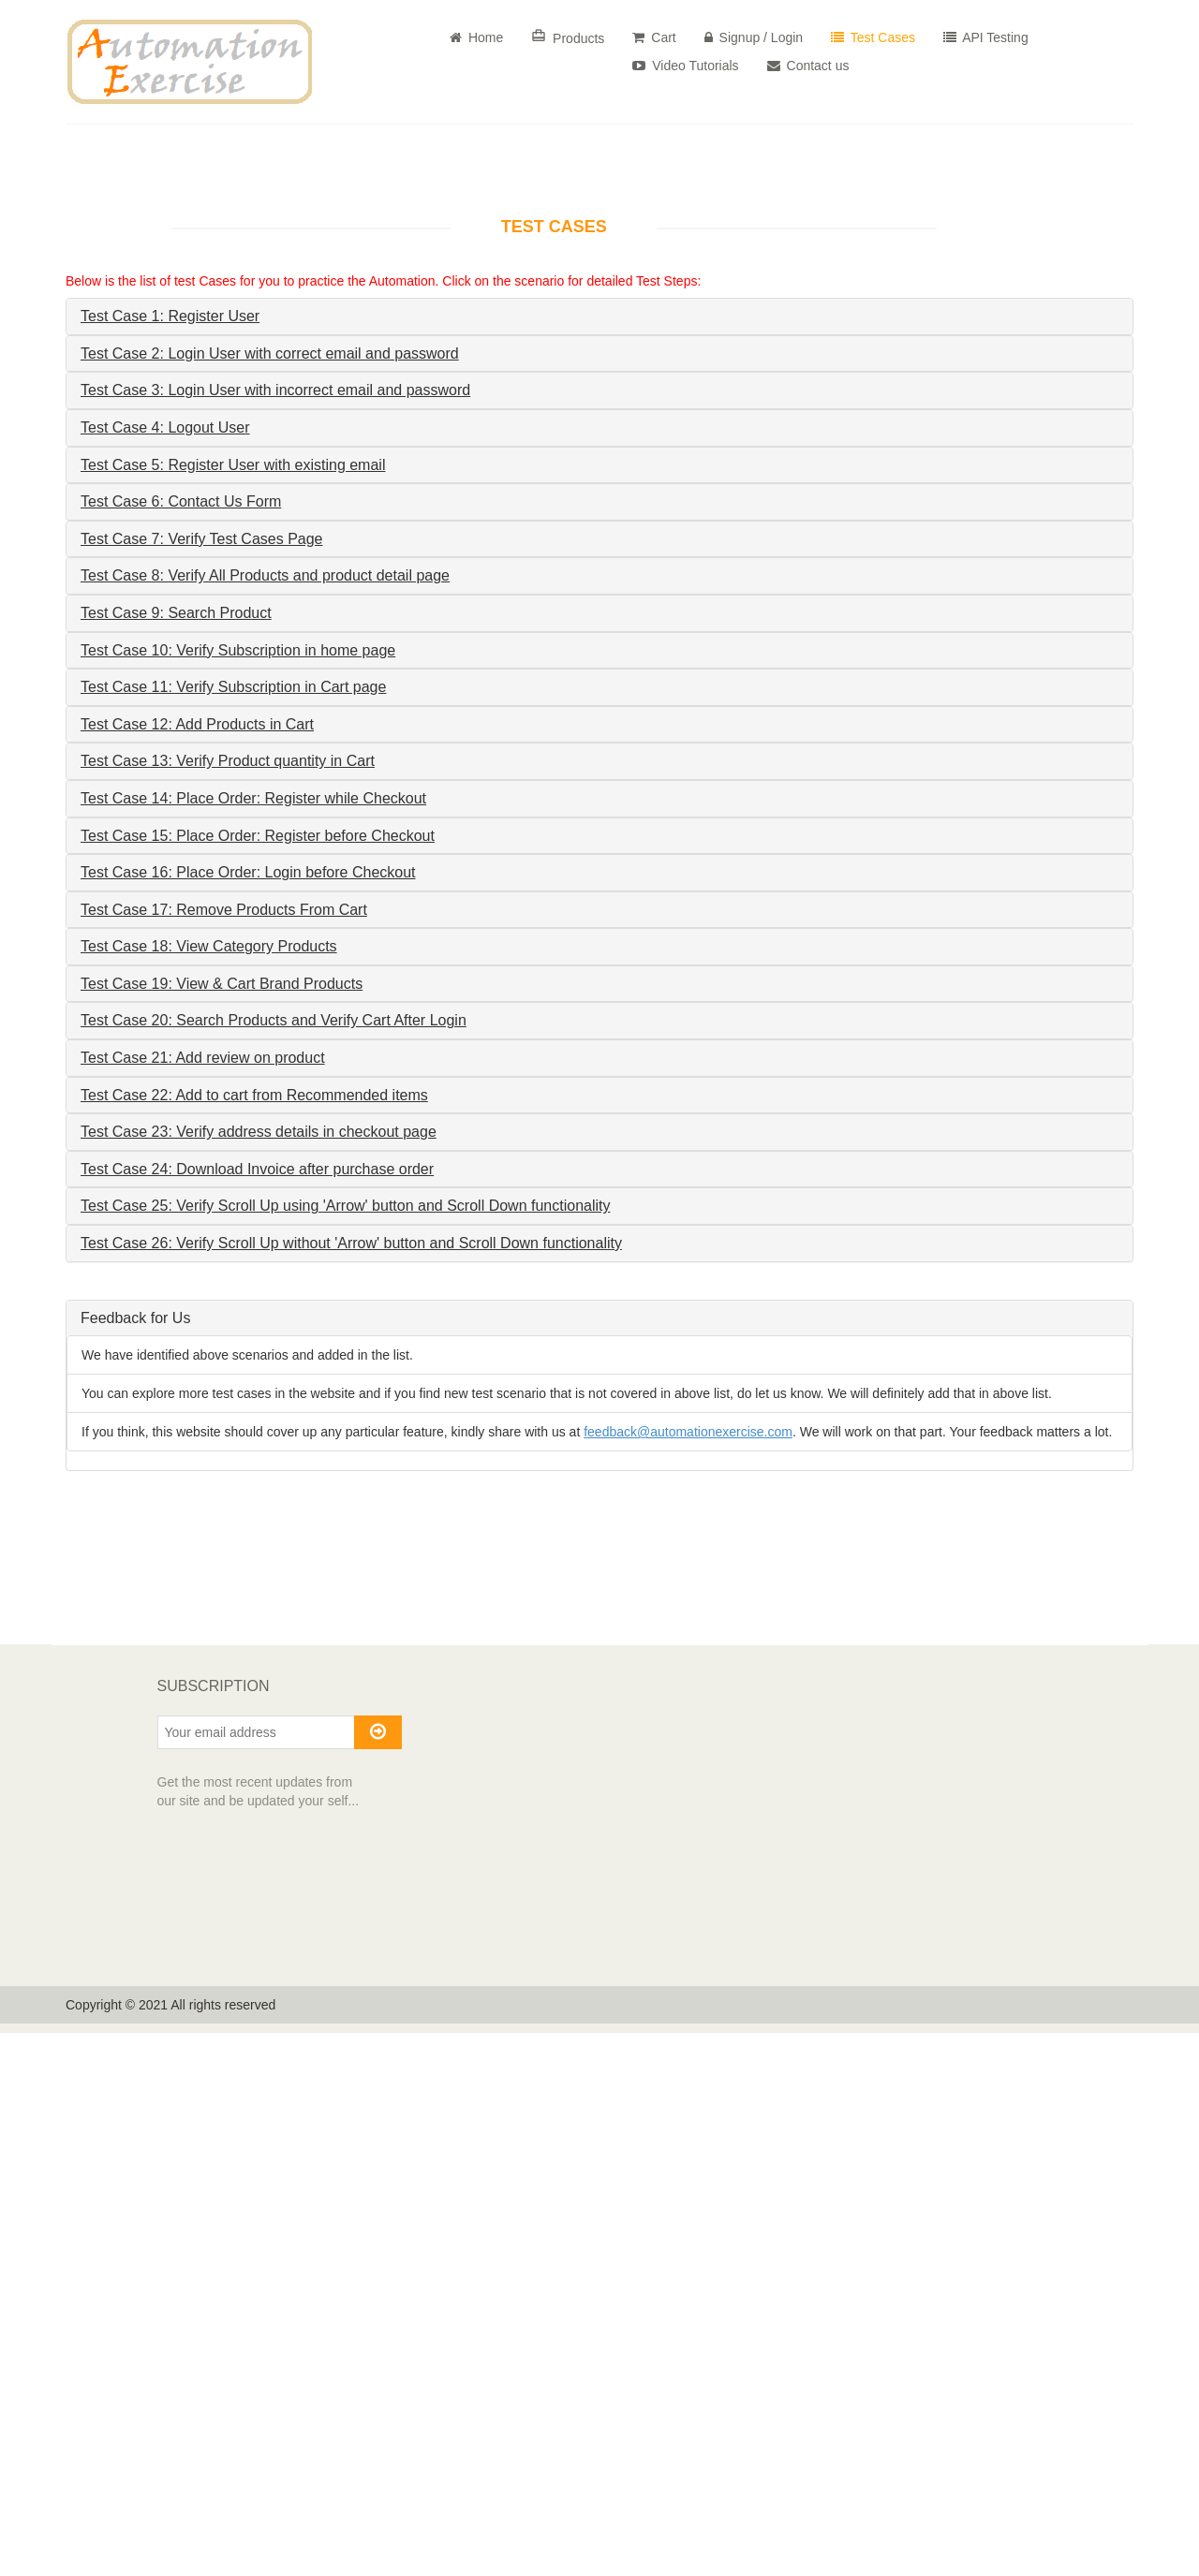 Automation
Exercise
Home
Products
Cart
Signup / Login
Test Cases
API Testing
Video Tutorials
Contact us
TEST CASES
Below is the list of test Cases for you to practice the Automation. Click on the scenario for detailed Test Steps:
Test Case 1: Register User
Test Case 2: Login User with correct email and password
Test Case 3: Login User with incorrect email and password
Test Case 4: Logout User
Test Case 5: Register User with existing email
Test Case 6: Contact Us Form
Test Case 7: Verify Test Cases Page
Test Case 8: Verify All Products and product detail page
Test Case 9: Search Product
Test Case 10: Verify Subscription in home page
Test Case 11: Verify Subscription in Cart page
Test Case 12: Add Products in Cart
Test Case 13: Verify Product quantity in Cart
Test Case 14: Place Order: Register while Checkout
Test Case 15: Place Order: Register before Checkout
Test Case 16: Place Order: Login before Checkout
Test Case 17: Remove Products From Cart
Test Case 18: View Category Products
Test Case 19: View & Cart Brand Products
Test Case 20: Search Products and Verify Cart After Login
Test Case 21: Add review on product
Test Case 22: Add to cart from Recommended items
Test Case 23: Verify address details in checkout page
Test Case 24: Download Invoice after purchase order
Test Case 25: Verify Scroll Up using 'Arrow' button and Scroll Down functionality
Test Case 26: Verify Scroll Up without 'Arrow' button and Scroll Down functionality
Feedback for Us
We have identified above scenarios and added in the list.
You can explore more test cases in the website and if you find new test scenario that is not covered in above list, do let us know. We will definitely add that in above list.
If you think, this website should cover up any particular feature, kindly share with us at feedback@automationexercise.com. We will work on that part. Your feedback matters a lot.
SUBSCRIPTION
Your email address
Get the most recent updates from
our site and be updated your self...
Copyright © 2021 All rights reserved